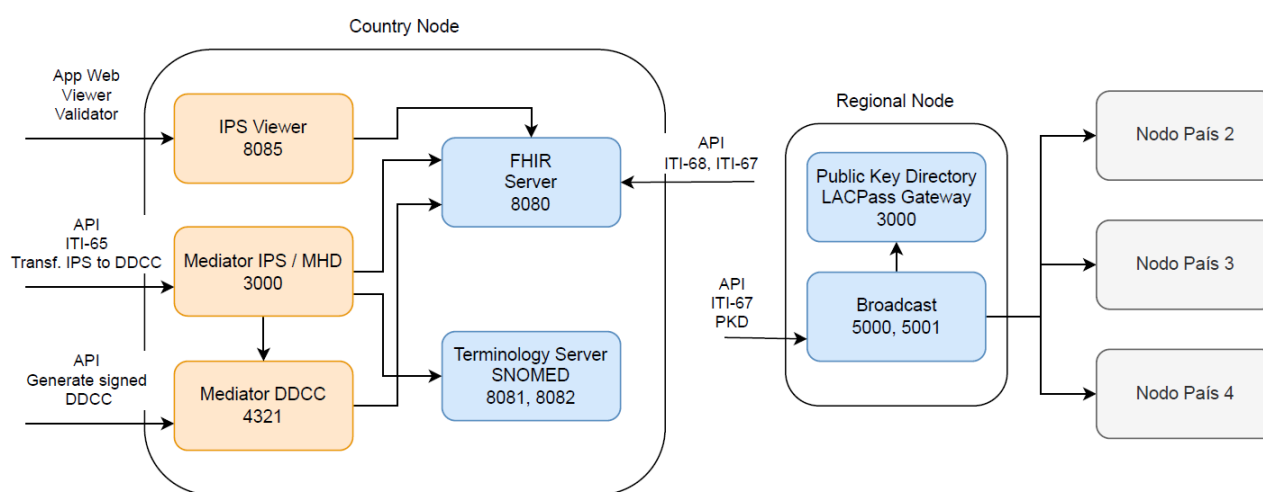 Country Node
App Web
Viewer
Validator
IPS Viewer
8085
FHIR
Server
8080
API
ITI-68, ITI-67
API
ITI-65
Transf. IPS to DDCC
Mediator IPS / MHD
3000
API
Generate signed
DDCC
Mediator DDCC
4321
Terminology Server
SNOMED
8081, 8082
Regional Node
Public Key Directory
LACPass Gateway
3000
API
ITI-67
PKD
Broadcast
5000, 5001
Nodo País 2
Nodo País 3
Nodo País 4